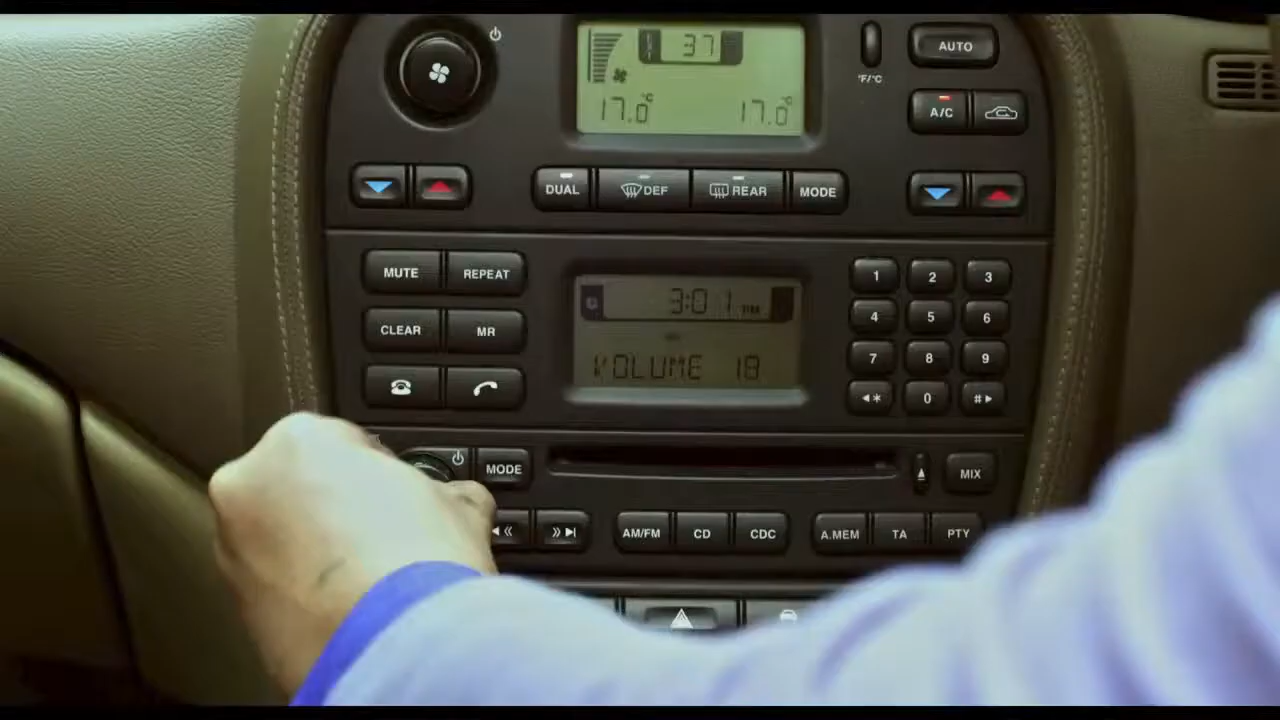 37
°F/°C
AUTO
17.0°C
17.0°C
A/C
DUAL
DEF
REAR
MODE
MUTE
REPEAT
3:01
1
2
3
CLEAR
MR
4
5
6
VOLUME 18
7
8
9
*
0
#
MODE
MIX
AM/FM
CD
CDC
A.MEM
TA
PTY